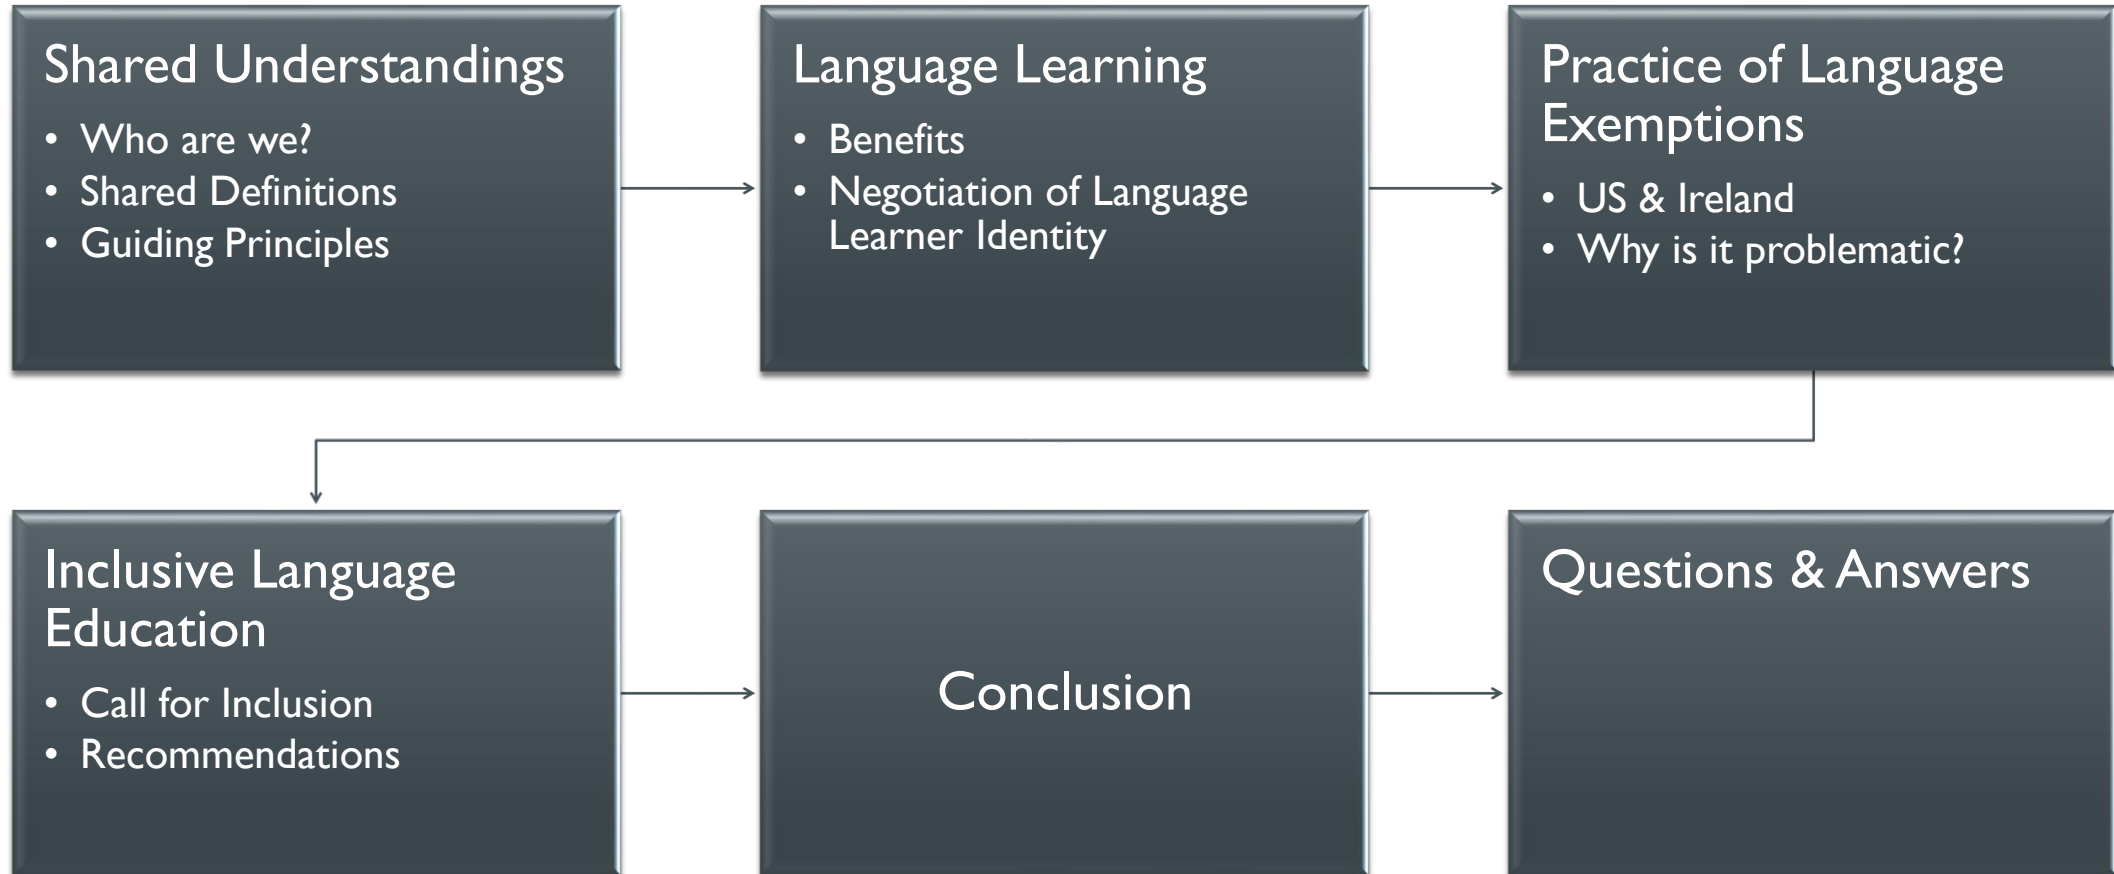 Shared Understandings
• Who are we?
• Shared Definitions
• Guiding Principles
Language Learning
• Benefits
• Negotiation of Language
Learner Identity
Practice of Language
Exemptions
• US & Ireland
• Why is it problematic?
Inclusive Language
Education
• Call for Inclusion
• Recommendations
Conclusion
Questions & Answers